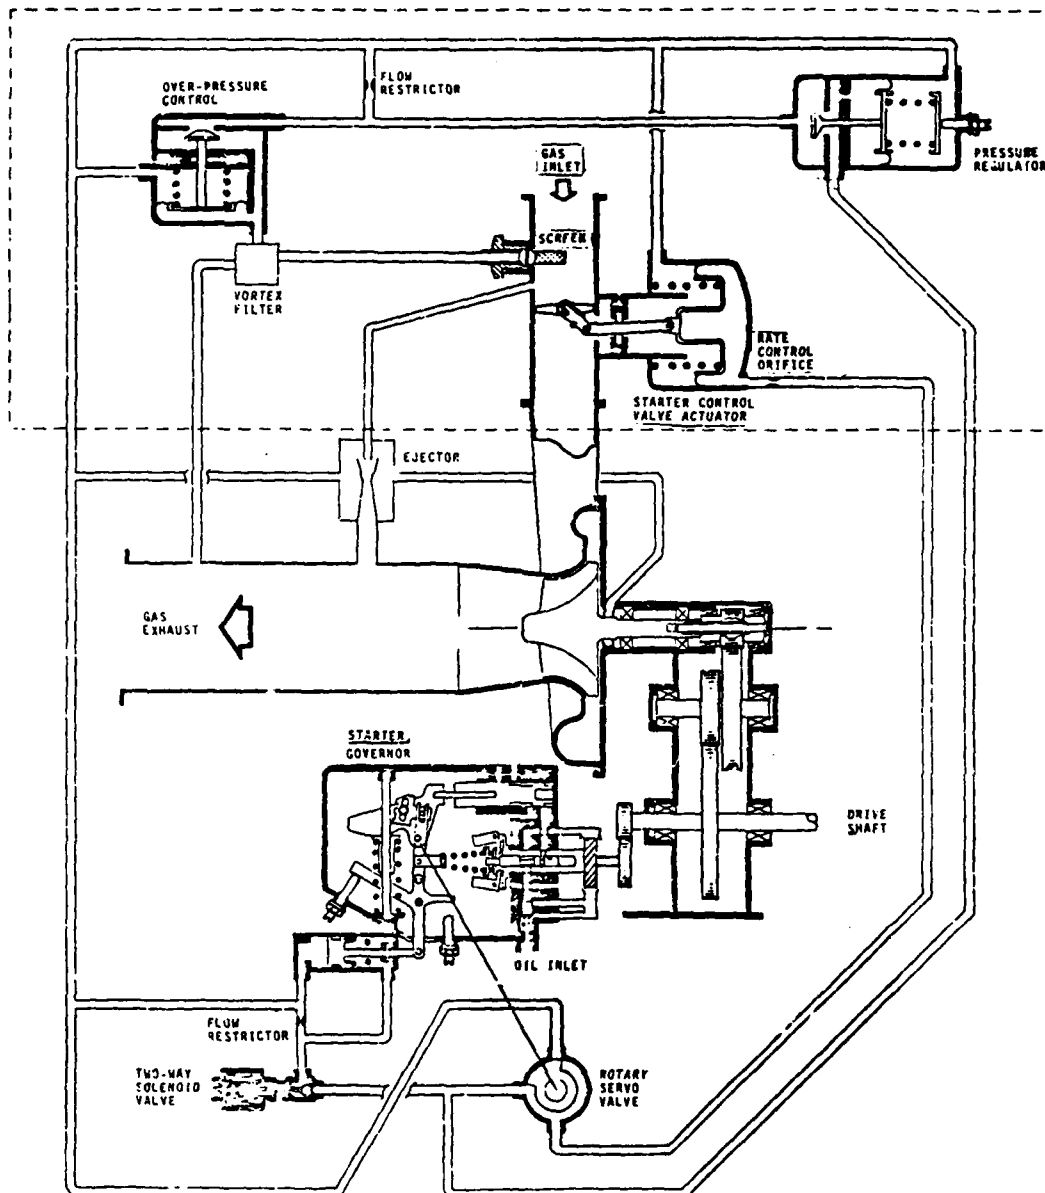 OVER-PRESSURE
CONTROL
FLOW
RESTRICTOR
GAS
INLET
PRESSURE
REGULATOR
SCREEN
VORTEX
FILTER
RATE
CONTROL
ORIFICE
STARTER CONTROL
VALVE ACTUATOR
EJECTOR
GAS
EXHAUST
STARTER
GOVERNOR
DRIVE
SHAFT
OIL INLET
FLOW
RESTRICTOR
TWO-WAY
SOLENOID
VALVE
ROTARY
SERVO
VALVE